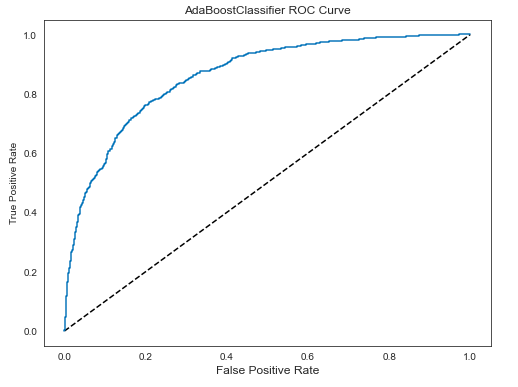 AdaBoostClassifier ROC Curve
1.0
0.8
0.6
0.4
0.2
0.0
True Positive Rate
0.0 0.2 0.4 0.6 0.8 1.0
False Positive Rate